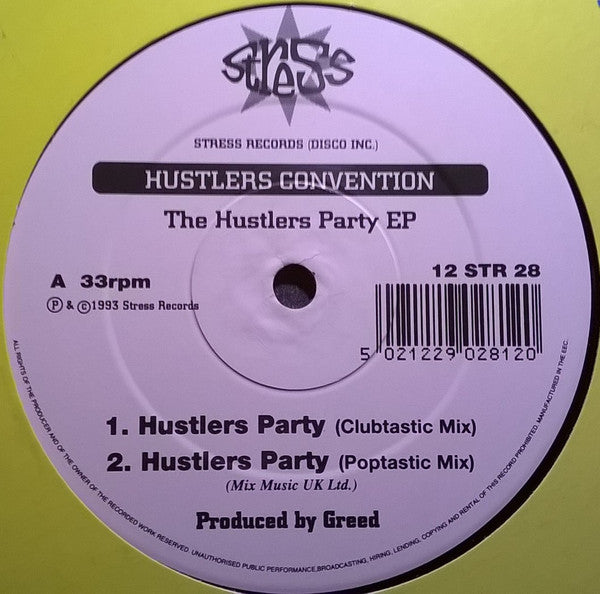 stress
STRESS RECORDS (DISCO INC.)
HUSTLERS CONVENTION
The Hustlers Party EP
A 33rpm
12 STR 28
Ⓟ & ©1993 Stress Records
5 021229 028120
1. Hustlers Party (Clubtastic Mix)
2. Hustlers Party (Poptastic Mix)
(Mix Music UK Ltd.)
Produced by Greed
ALL RIGHTS OF THE PRODUCER AND OF THE OWNER OF THE RECORDED WORK RESERVED. UNAUTHORISED PUBLIC PERFORMANCE,BROADCASTING, HIRING, LENDING, COPYING AND RENTAL OF THIS RECORD PROHIBITED. MANUFACTURED IN THE EEC.